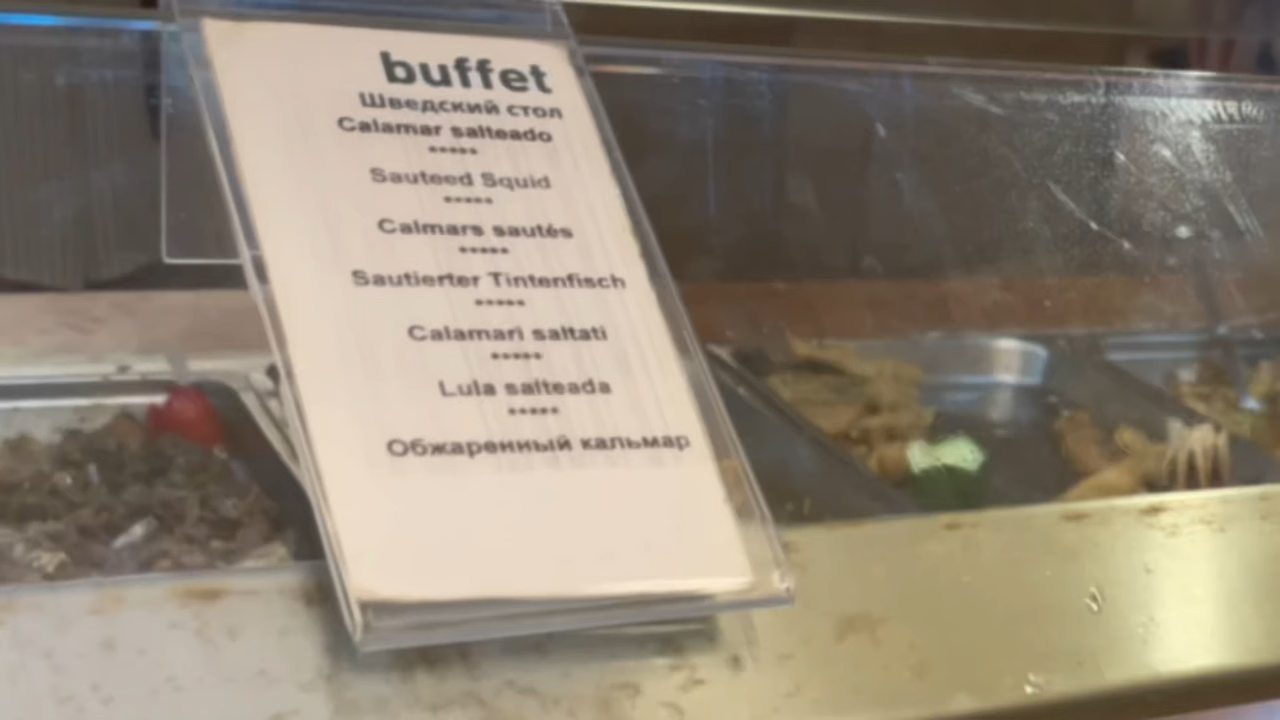 buffet
Шведский стол
Calamar salteado
*****
Sauteed Squid
*****
Calmars sautés
*****
Sautierter Tintenfisch
*****
Calamari saltati
*****
Lula salteada
*****
Обжаренный кальмар